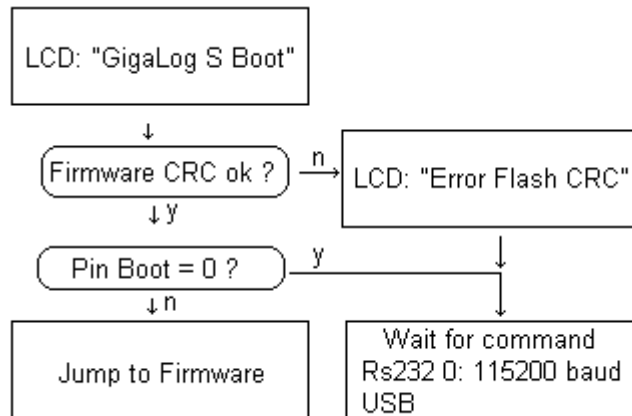 LCD: "GigaLog S Boot"
Firmware CRC ok ?
n
LCD: "Error Flash CRC"
y
Pin Boot = 0 ?
y
n
Jump to Firmware
Wait for command
Rs232 0: 115200 baud
USB